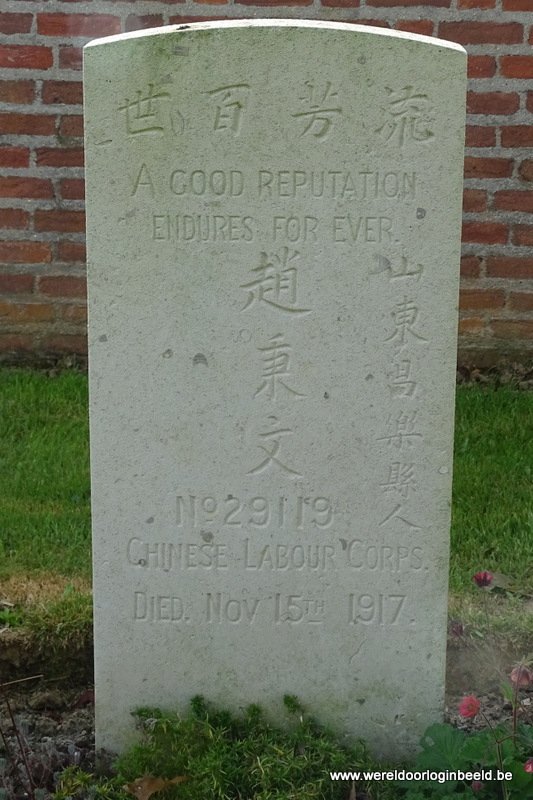 流芳百世
A GOOD REPUTATION
ENDURES FOR EVER
山東昌樂縣人
趙秉文
No 29119
CHINESE LABOUR CORPS.
DIED. NOV 15TH 1917.
www.wereldoorloginbeeld.be